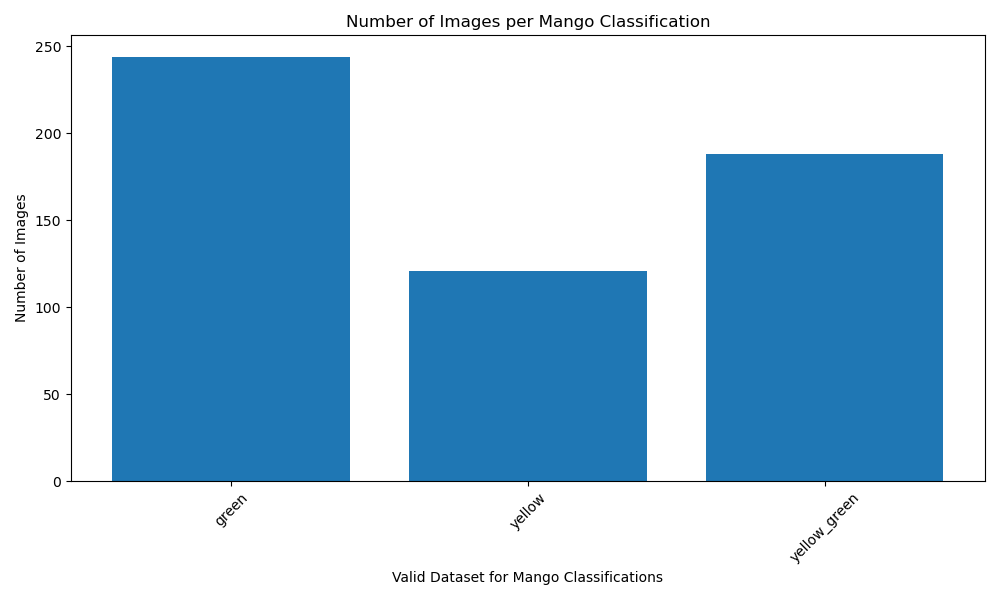 Number of Images per Mango Classification
250
200
150
100
50
0
Number of Images
green
yellow
yellow_green
Valid Dataset for Mango Classifications